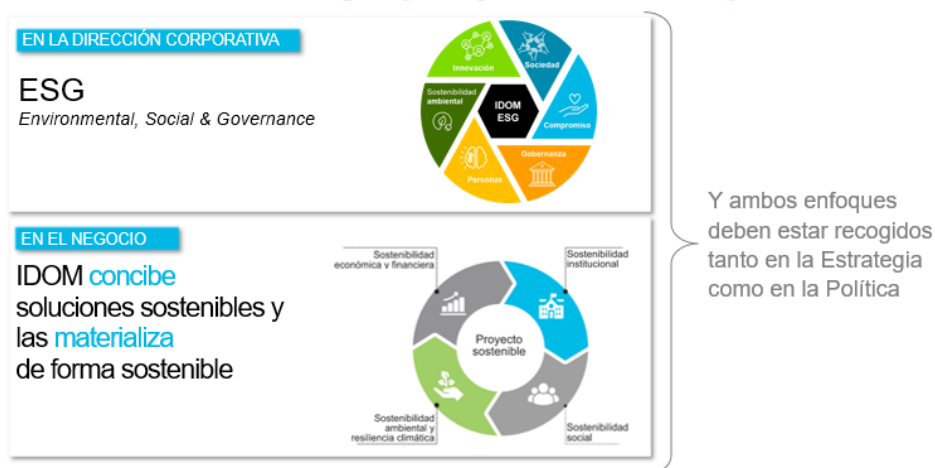 EN LA DIRECCIÓN CORPORATIVA
ESG
Environmental, Social & Governance
Innovación
Sociedad
Sostenibilidad
ambiental
IDOM
ESG
Compromiso
Personas
Gobernanza
EN EL NEGOCIO
IDOM concibe
soluciones sostenibles y
las materializa
de forma sostenible
Sostenibilidad
económica y financiera
Sostenibilidad
institucional
Proyecto
sostenible
Sostenibilidad
ambiental y
resiliencia climática
Sostenibilidad
social
Y ambos enfoques
deben estar recogidos
tanto en la Estrategia
como en la Política